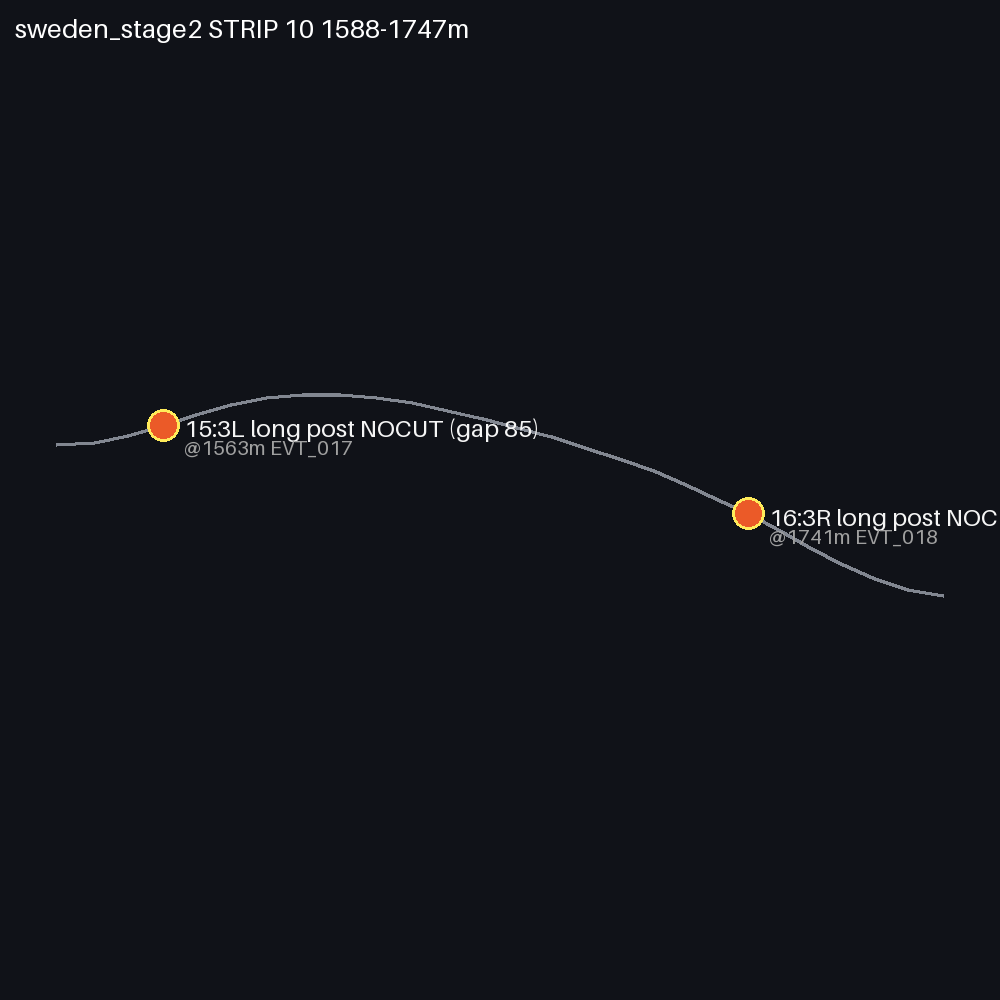 sweden_stage2 STRIP 10 1588-1747m
15:3L long post NOCUT (gap 85)
@1563m EVT_017
16:3R long post NOC
@1741m EVT_018